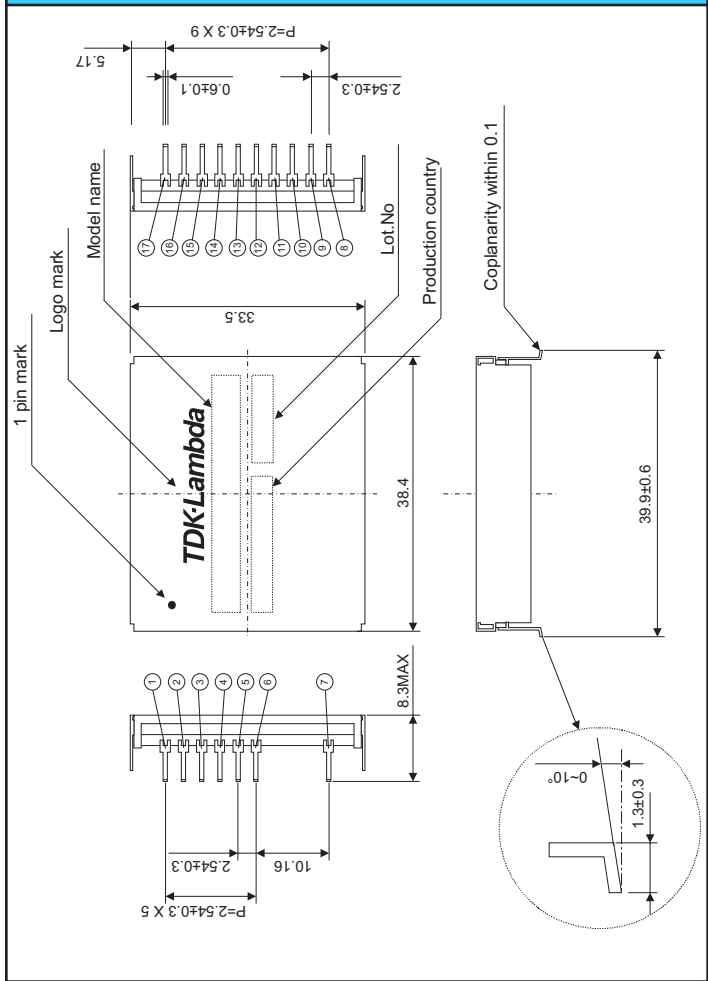 P=2.54±0.3 X 9
5.17
0.6±0.1
2.54±0.3
1 pin mark
Logo mark
Model name
Lot.No
Production country
Coplanarity within 0.1
17
16
15
14
13
12
11
10
9
8
33.5
TDK-Lambda
38.4
39.9±0.6
1
2
3
4
5
6
7
8.3MAX
2.54±0.3
10.16
P=2.54±0.3 X 5
0~10°
1.3±0.3